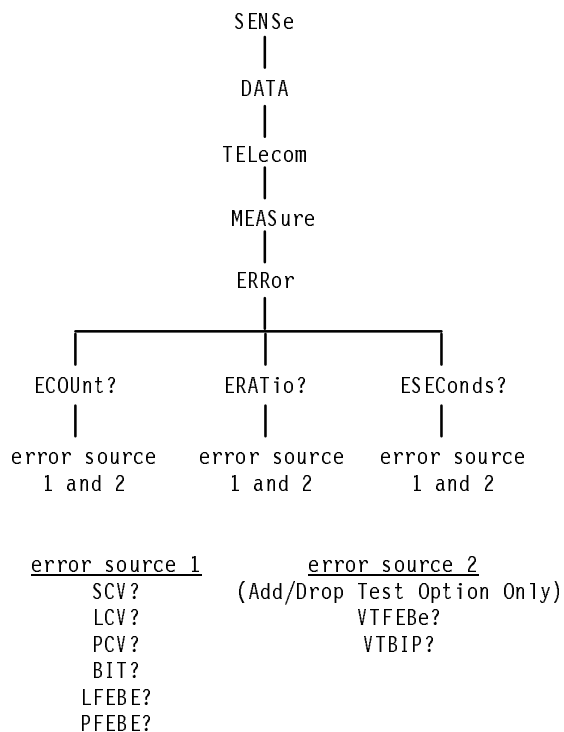 SENSe
DATA
TELecom
MEASure
ERRor
ECOUnt? ERATio? ESEConds?
error source error source error source
1 and 2 1 and 2 1 and 2
error source 1 error source 2
SCV? (Add/Drop Test Option Only)
LCV? VTFEBe?
PCV? VTBIP?
BIT?
LFEBE?
PFEBE?